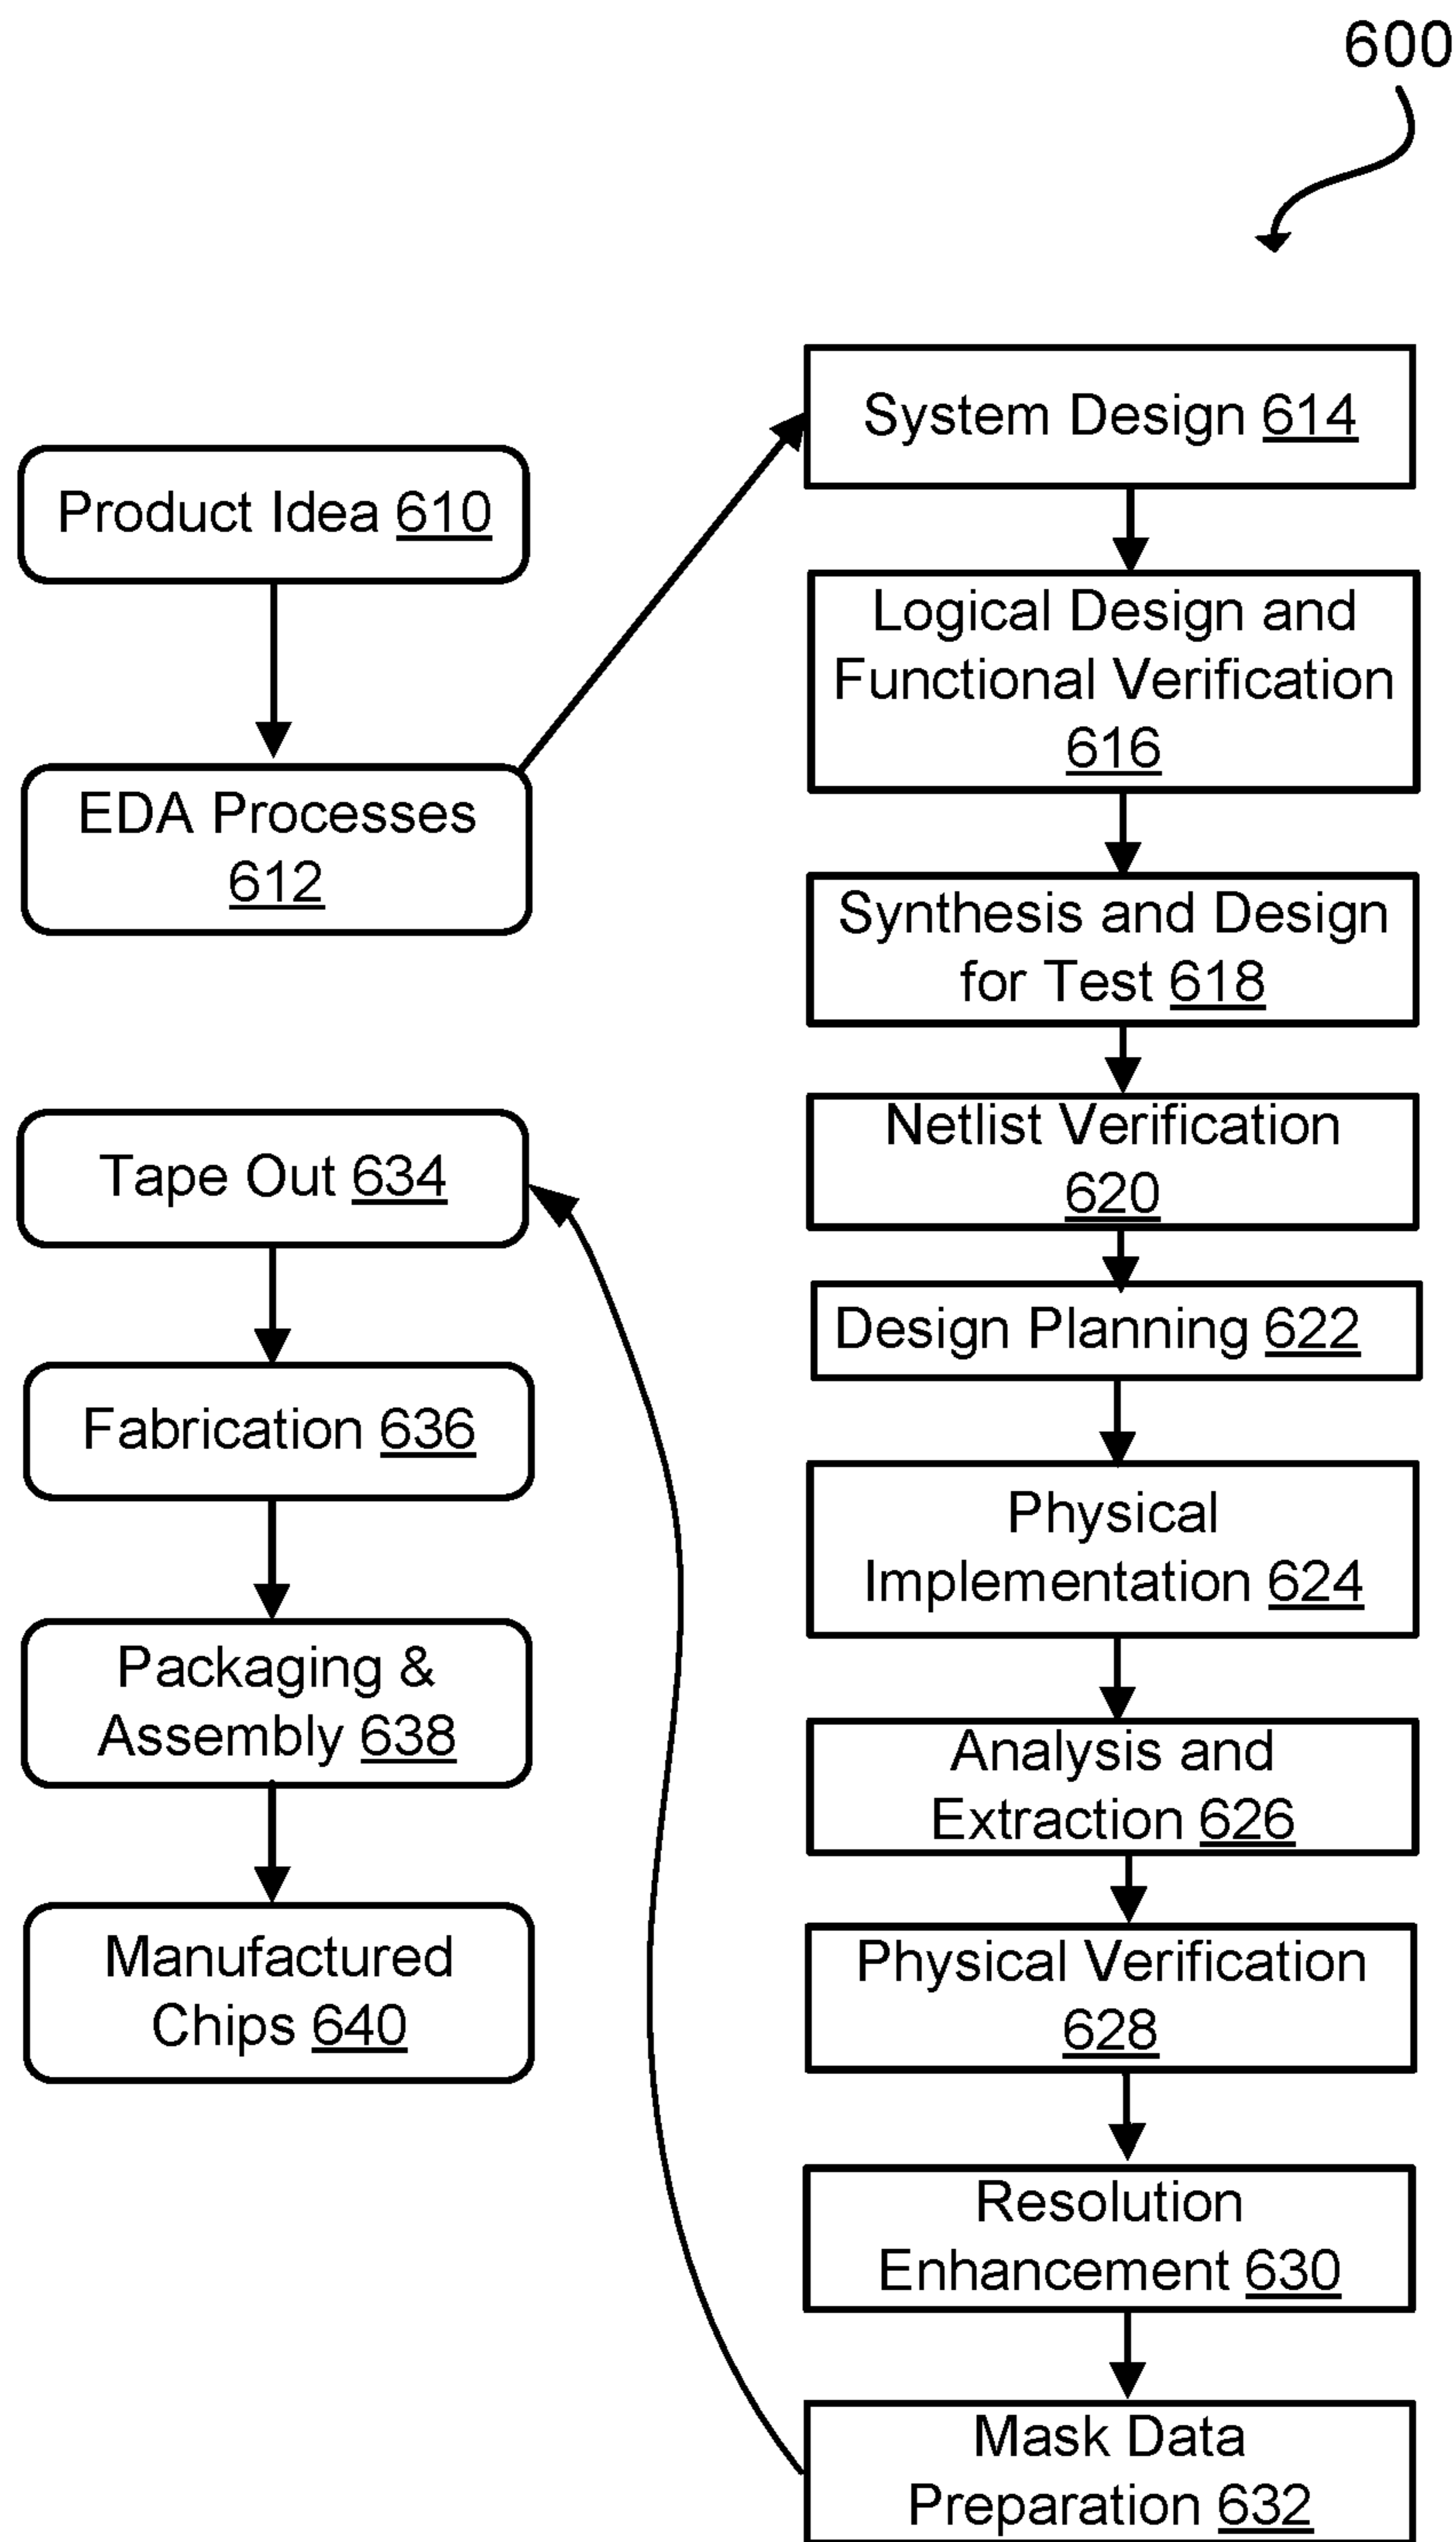 600
Product Idea 610
EDA Processes
612
System Design 614
Logical Design and
Functional Verification
616
Synthesis and Design
for Test 618
Netlist Verification
620
Design Planning 622
Physical
Implementation 624
Analysis and
Extraction 626
Physical Verification
628
Resolution
Enhancement 630
Mask Data
Preparation 632
Tape Out 634
Fabrication 636
Packaging &
Assembly 638
Manufactured
Chips 640